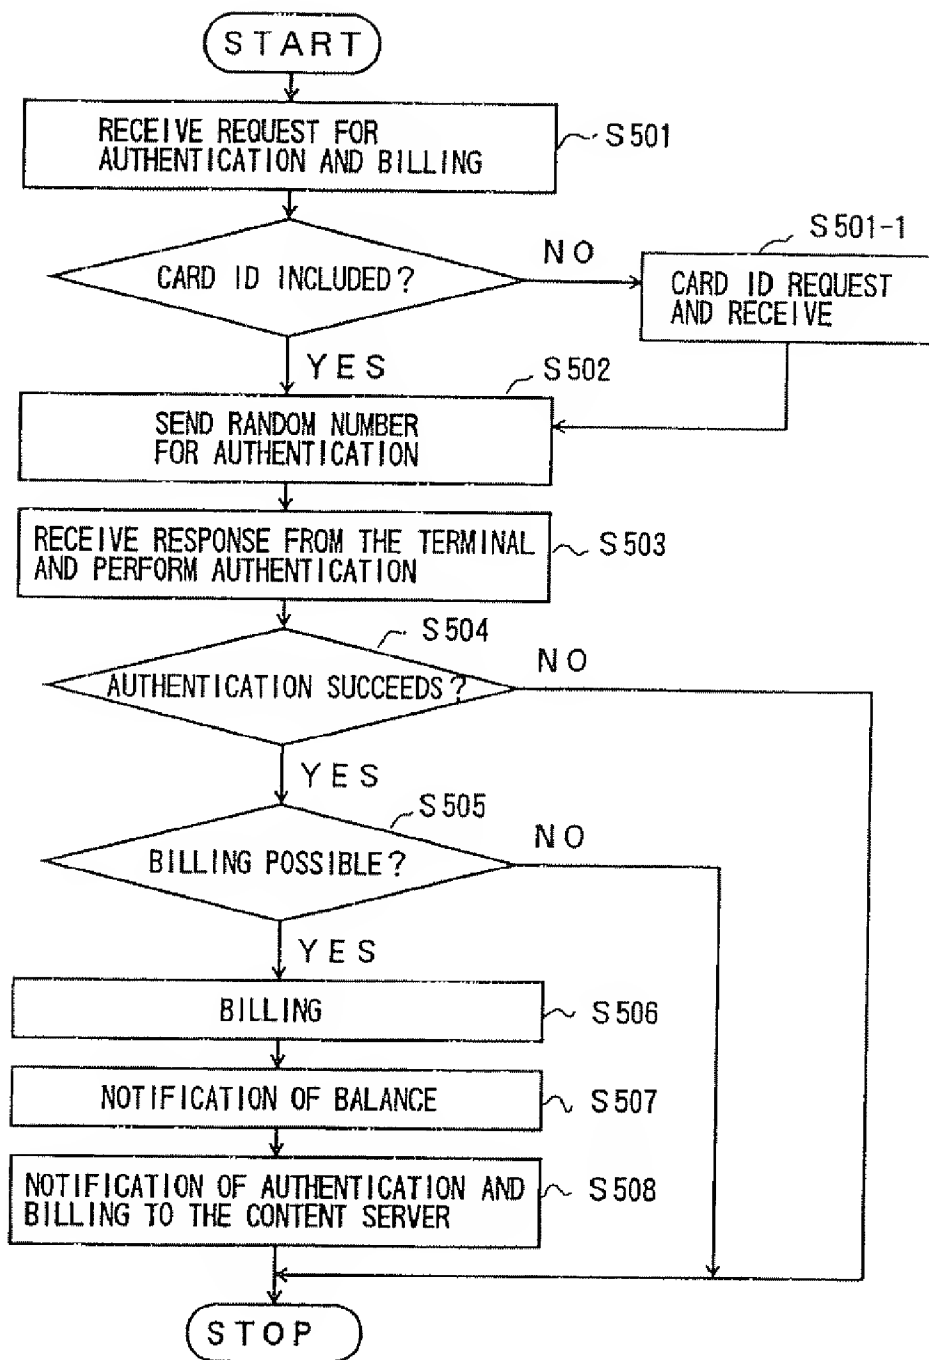 START
RECEIVE REQUEST FOR
AUTHENTICATION AND BILLING
S501
CARD ID INCLUDED?
NO
S501-1
CARD ID REQUEST
AND RECEIVE
YES
S502
SEND RANDOM NUMBER
FOR AUTHENTICATION
RECEIVE RESPONSE FROM THE TERMINAL
AND PERFORM AUTHENTICATION
S503
S504
AUTHENTICATION SUCCEEDS?
NO
YES
S505
BILLING POSSIBLE?
NO
YES
BILLING
S506
NOTIFICATION OF BALANCE
S507
NOTIFICATION OF AUTHENTICATION AND
BILLING TO THE CONTENT SERVER
S508
STOP